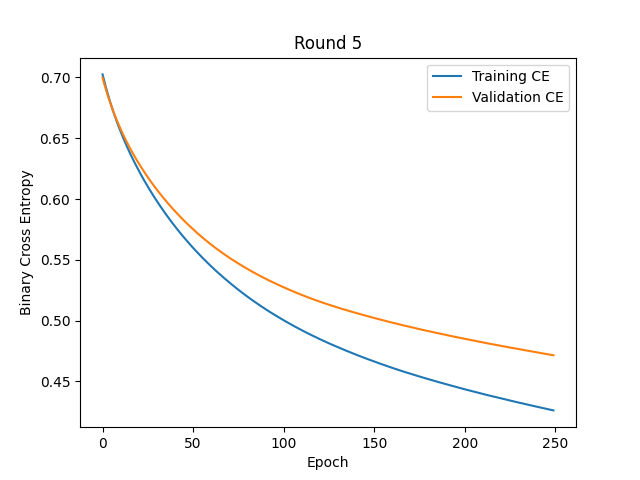 Round 5
Training CE
Validation CE
Binary Cross Entropy
0.70
0.65
0.60
0.55
0.50
0.45
0 50 100 150 200 250
Epoch